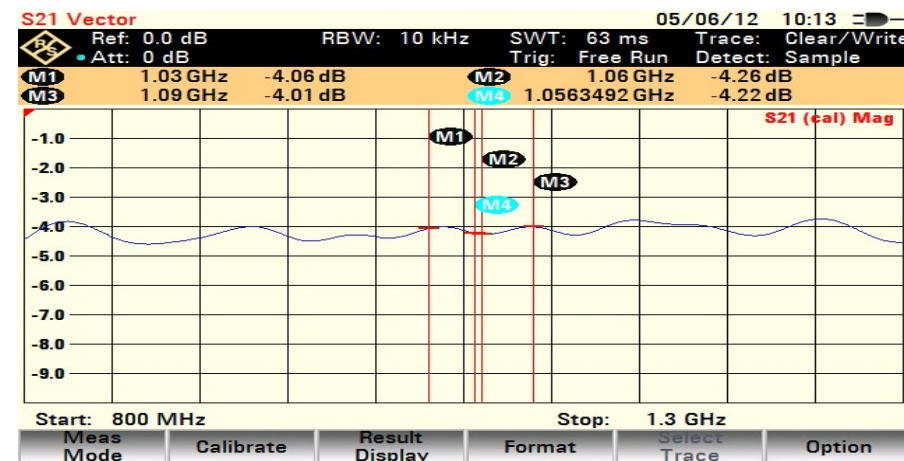 S21 Vector 05/06/12 10:13
R&S Ref: 0.0 dB RBW: 10 kHz SWT: 63 ms Trace: Clear/Write
Att: 0 dB Trig: Free Run Detect: Sample
M1 1.03 GHz -4.06 dB M2 1.06 GHz -4.26 dB
M3 1.09 GHz -4.01 dB M4 1.0563492 GHz -4.22 dB
S21 (cal) Mag
-1.0 M1
-2.0 M2
M3
-3.0 M4
-4.0
-5.0
-6.0
-7.0
-8.0
-9.0
Start: 800 MHz Stop: 1.3 GHz
Meas Mode Calibrate Result Display Format Select Trace Option